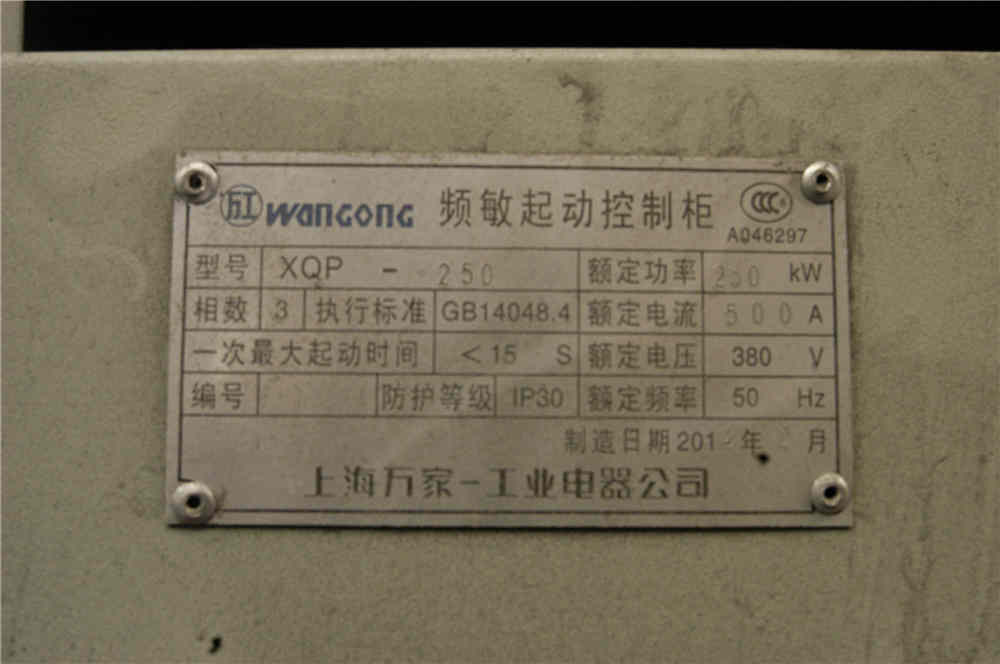 WANGONG 频敏起动控制柜 CCC
A046297
型号 XQP - 250 额定功率 250 kW
相数 3 执行标准 GB14048.4 额定电流 500 A
一次最大起动时间 <15 S 额定电压 380 V
编号 防护等级 IP30 额定频率 50 Hz
制造日期 201 年 月
上海万家一工业电器公司